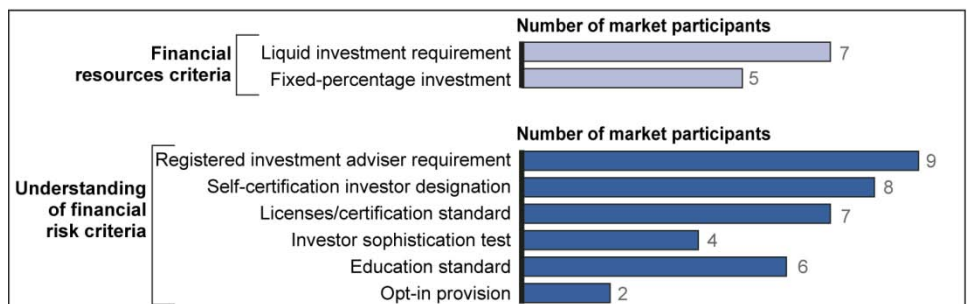 Number of market participants
Financial
resources criteria
Liquid investment requirement 7
Fixed-percentage investment 5
Number of market participants
Understanding
of financial
risk criteria
Registered investment adviser requirement 9
Self-certification investor designation 8
Licenses/certification standard 7
Investor sophistication test 4
Education standard 6
Opt-in provision 2